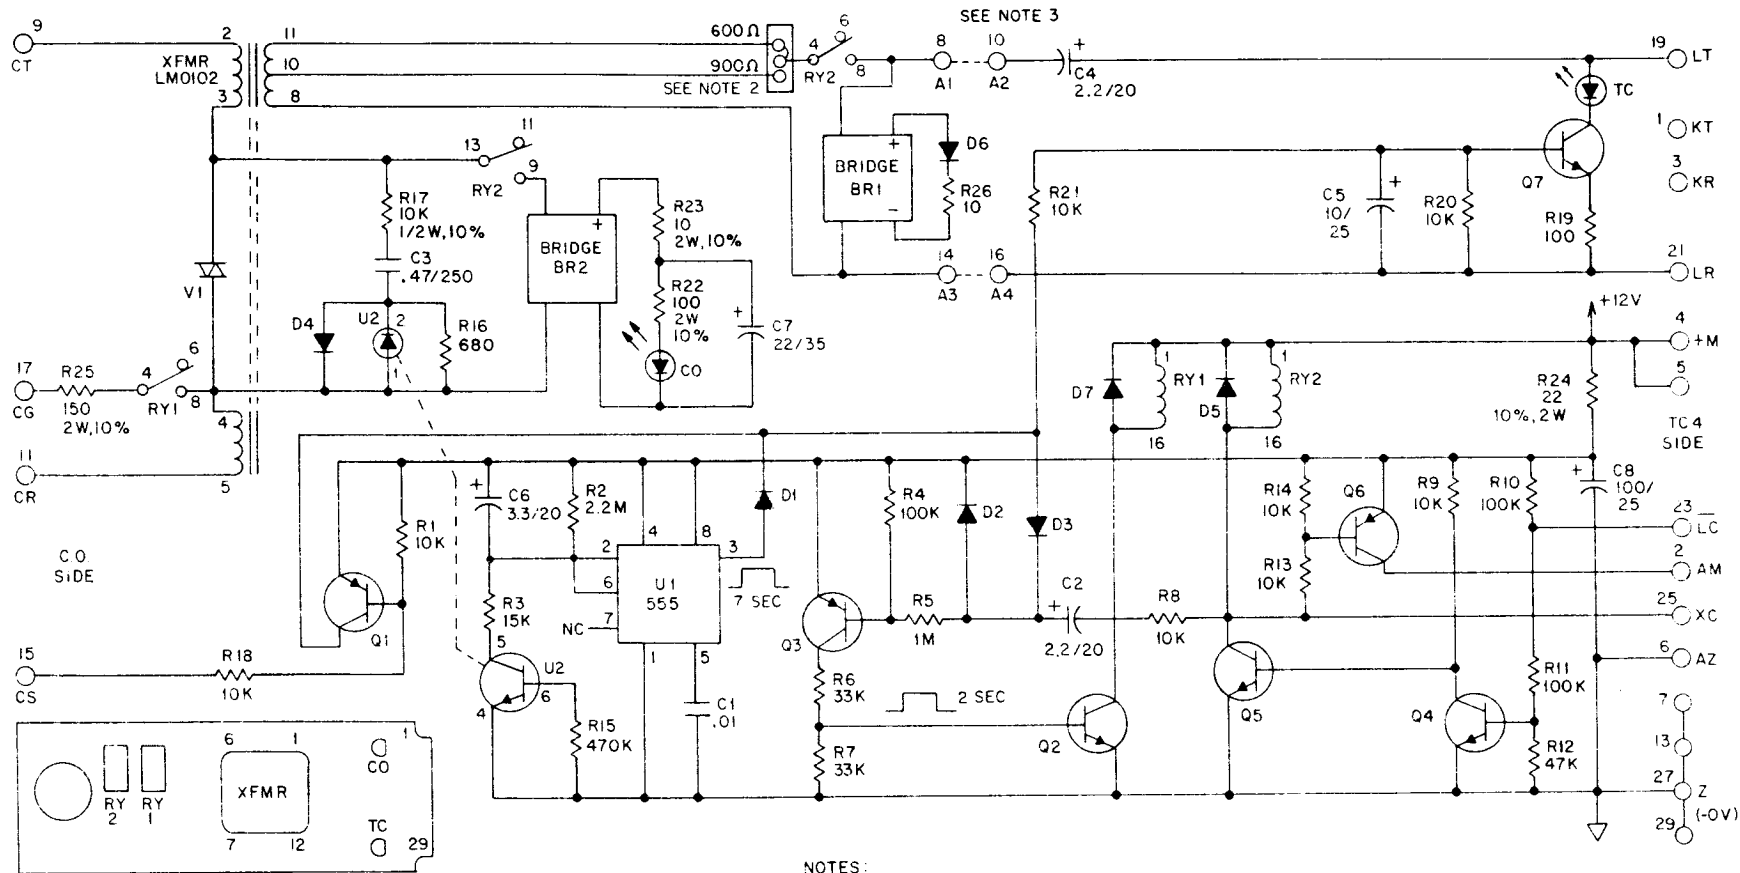 SEE NOTE 3
9
CT
2
XFMR
LM0102
3
11
10
8
600Ω
900Ω
SEE NOTE 2
4
6
RY2
8
8
A1
10
A2
+
C4
2.2/20
19
LT
TC
1
KT
3
KR
Q7
R19
100
21
LR
13
11
9
RY2
R17
10K
1/2W,10%
C3
.47/250
V1
D4
U2
2
1
R16
680
+
BRIDGE
BR2
R23
10
2W,10%
R22
100
2W
10%
CO
+
C7
22/35
BRIDGE
BR1
+
−
D6
R26
10
R21
10K
C5
10/
25
+
R20
10K
14
A3
16
A4
17
CG
R25
150
2W,10%
4
6
RY1
8
4
5
11
CR
+12V
4
+M
5
D7
1
RY1
16
D5
1
RY2
16
R24
22
10%, 2W
TC4
SIDE
C.O.
SIDE
R1
10K
Q1
+
C6
3.3/20
R2
2.2M
R3
15K
D1
4
8
2
3
6
7
NC
U1
555
1
5
7 SEC
R4
100K
D2
D3
R5
1M
Q3
+
C2
2.2/20
R8
10K
R14
10K
R13
10K
Q6
R9
10K
R10
100K
+
C8
100/
25
23
LC
2
AM
25
XC
6
AZ
15
CS
R18
10K
5
U2
6
4
R15
470K
C1
.01
R6
33K
R7
33K
2 SEC
Q2
Q5
Q4
R11
100K
R12
47K
7
13
27
Z
(-0V)
29
RY
2
RY
1
6
1
XFMR
7
12
CO
1
TC
29
NOTES: